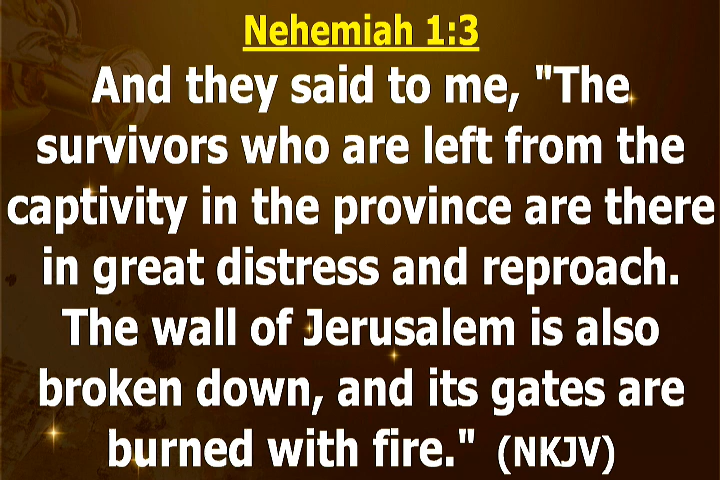 Nehemiah 1:3
And they said to me, "The
survivors who are left from the
captivity in the province are there
in great distress and reproach.
The wall of Jerusalem is also
broken down, and its gates are
burned with fire." (NKJV)